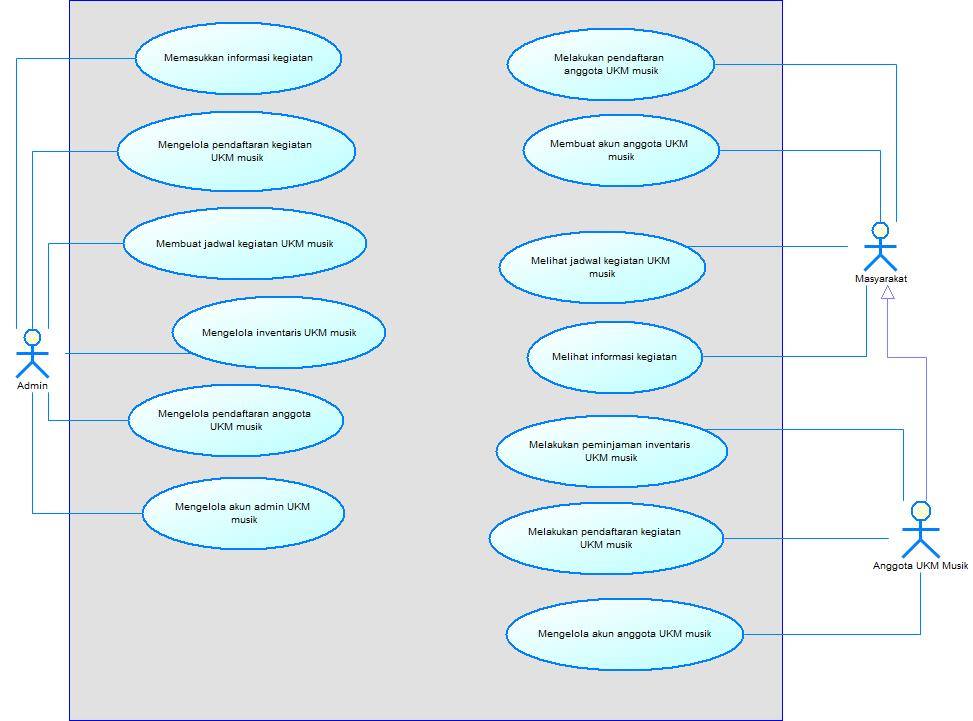 Memasukkan informasi kegiatan
Mengelola pendaftaran kegiatan
UKM musik
Membuat jadwal kegiatan UKM musik
Mengelola inventaris UKM musik
Mengelola pendaftaran anggota
UKM musik
Mengelola akun admin UKM
musik
Admin
Melakukan pendaftaran
anggota UKM musik
Membuat akun anggota UKM
musik
Melihat jadwal kegiatan UKM
musik
Melihat informasi kegiatan
Melakukan peminjaman inventaris
UKM musik
Melakukan pendaftaran kegiatan
UKM musik
Mengelola akun anggota UKM musik
Masyarakat
Anggota UKM Musik